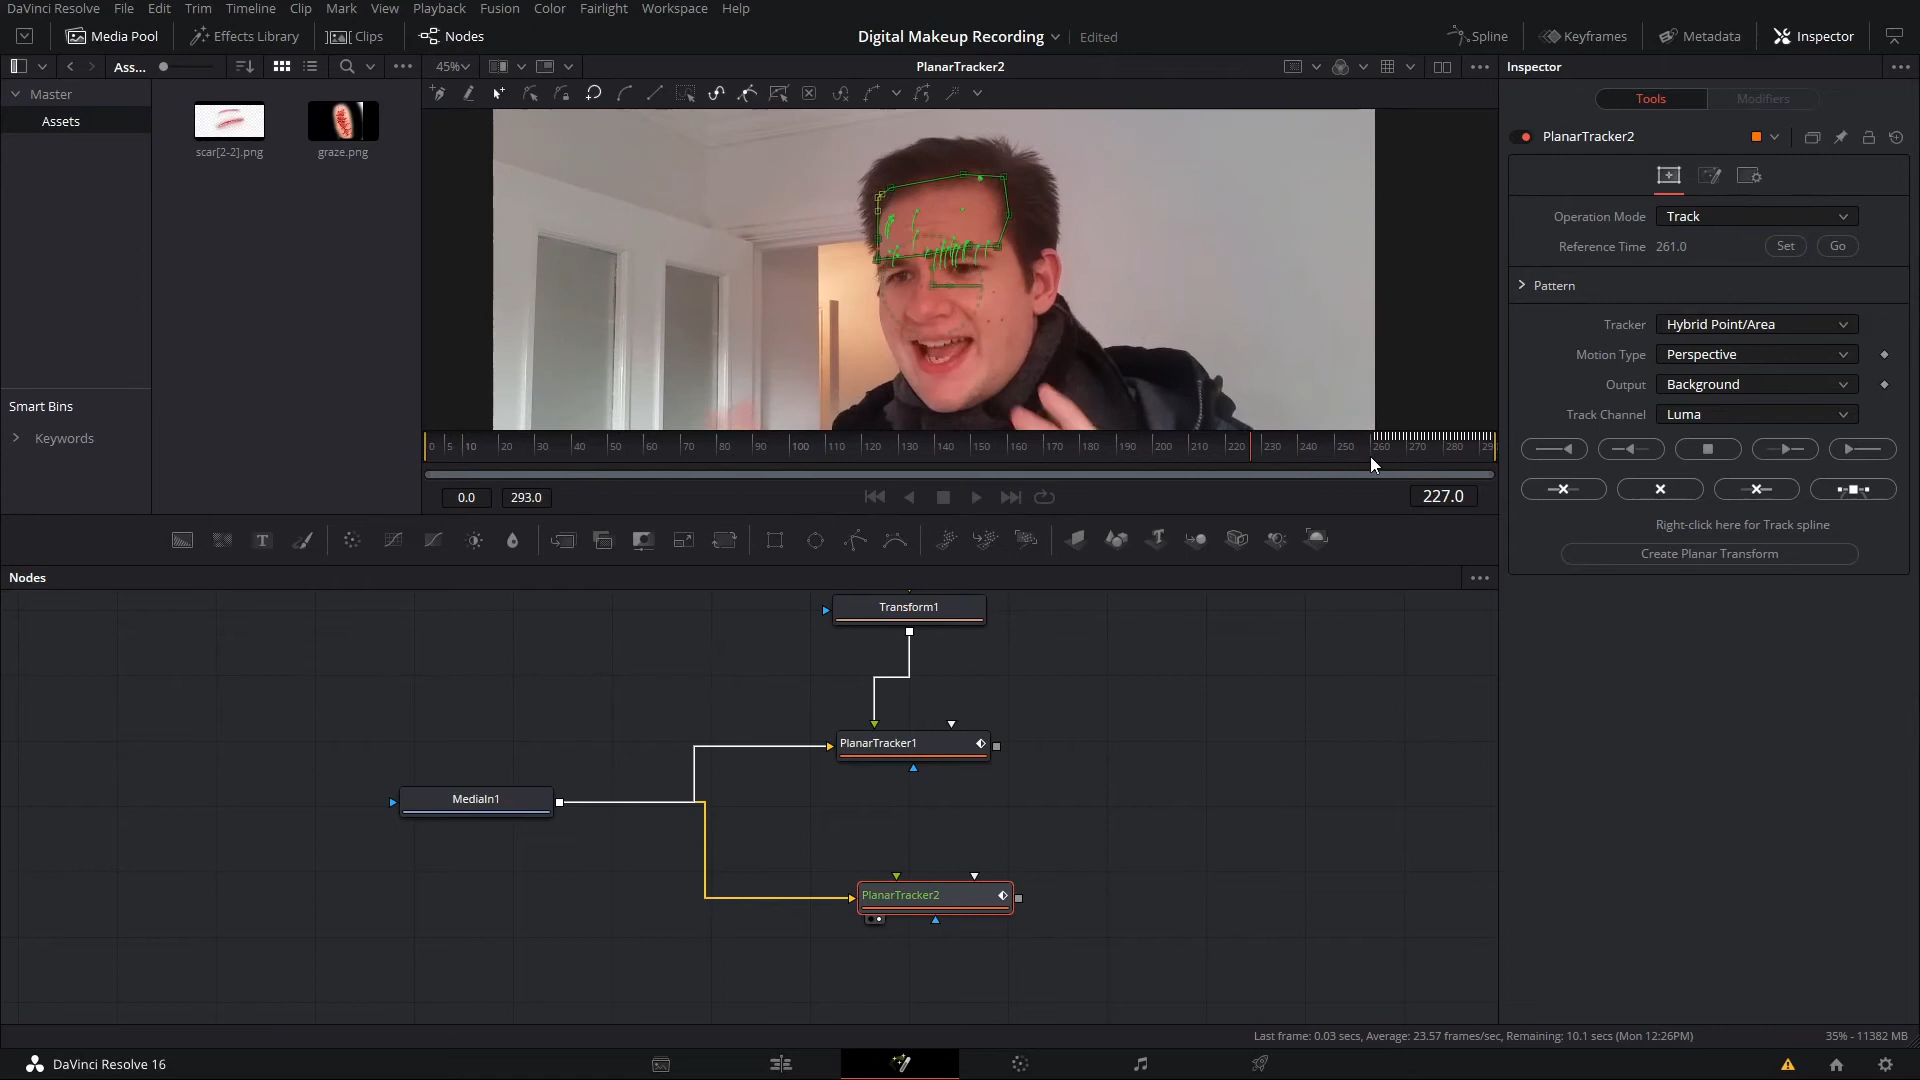 DaVinci Resolve File Edit Trim Timeline Clip Mark View Playback Fusion Color Fairlight Workspace Help
Media Pool Effects Library Clips Nodes Digital Makeup Recording Edited Spline Keyframes Metadata Inspector
Ass... 45% PlanarTracker2 Inspector
Master
Assets
scar[2-2].png graze.png
Smart Bins
Keywords
Tools Modifiers
PlanarTracker2
Operation Mode Track
Reference Time 261.0 Set Go
Pattern
Tracker Hybrid Point/Area
Motion Type Perspective
Output Background
Track Channel Luma
0 5 10 20 30 40 50 60 70 80 90 100 110 120 130 140 150 160 170 180 190 200 210 220 230 240 250 260 270 280 29
0.0 293.0 227.0
Right-click here for Track spline
Create Planar Transform
Nodes
Transform1
PlanarTracker1
MediaIn1
PlanarTracker2
Last frame: 0.03 secs, Average: 23.57 frames/sec, Remaining: 10.1 secs (Mon 12:26PM) 35% - 11382 MB
DaVinci Resolve 16